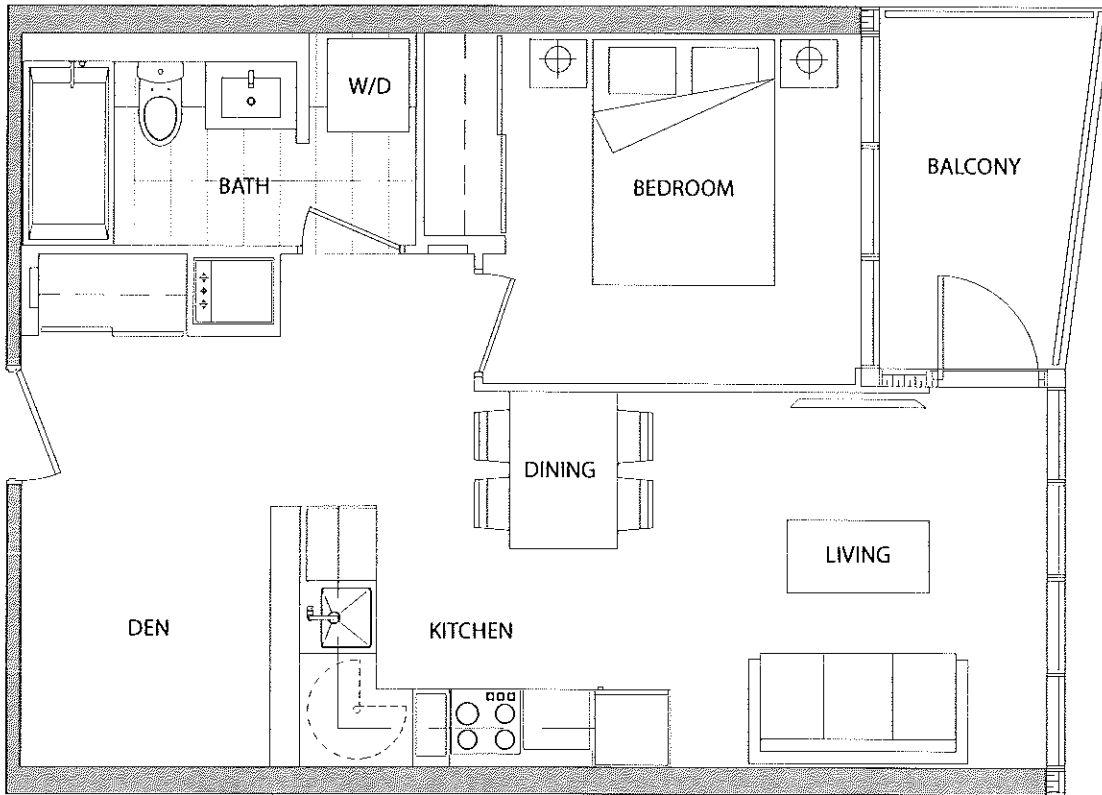 W/D
BATH
BEDROOM
BALCONY
DINING
LIVING
DEN
KITCHEN